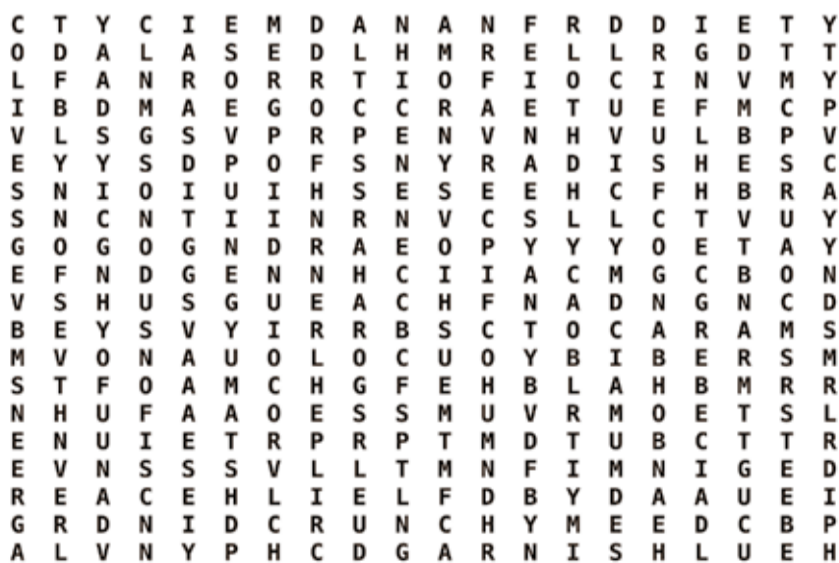 C T Y C I E M D A N A N F R D D I E T Y
O D A L A S E D L H M R E L L R G D T T
L F A N R O R R T I O F I O C I N V M Y
I B D M A E G O C C R A E T U E F M C P
V L S G S V P R P E N V N H V U L B P V
E Y Y S D P O F S N Y R A D I S H E S C
S N I O I U I H S E S E E H C F H B R A
S N C N T I I N R N V C S L L C T V U Y
G O G O G N D R A E O P Y Y Y O E T A Y
E F N D G E N N H C I I A C M G C B O N
V S H U S G U E A C H F N A D N G N C D
B E Y S V Y I R R B S C T O C A R A M S
M V O N A U O L O C U O Y B I B E R S M
S T F O A M C H G F E H B L A H B M R R
N H U F A A O E S S M U V R M O E T S L
E N U I E T R P R P T M D T U B C T T R
E V N S S S V L L T M N F I M N I G E D
R E A C E H L I E L F D B Y D A A U E I
G R D N I D C R U N C H Y M E E D C B P
A L V N Y P H C D G A R N I S H L U E H